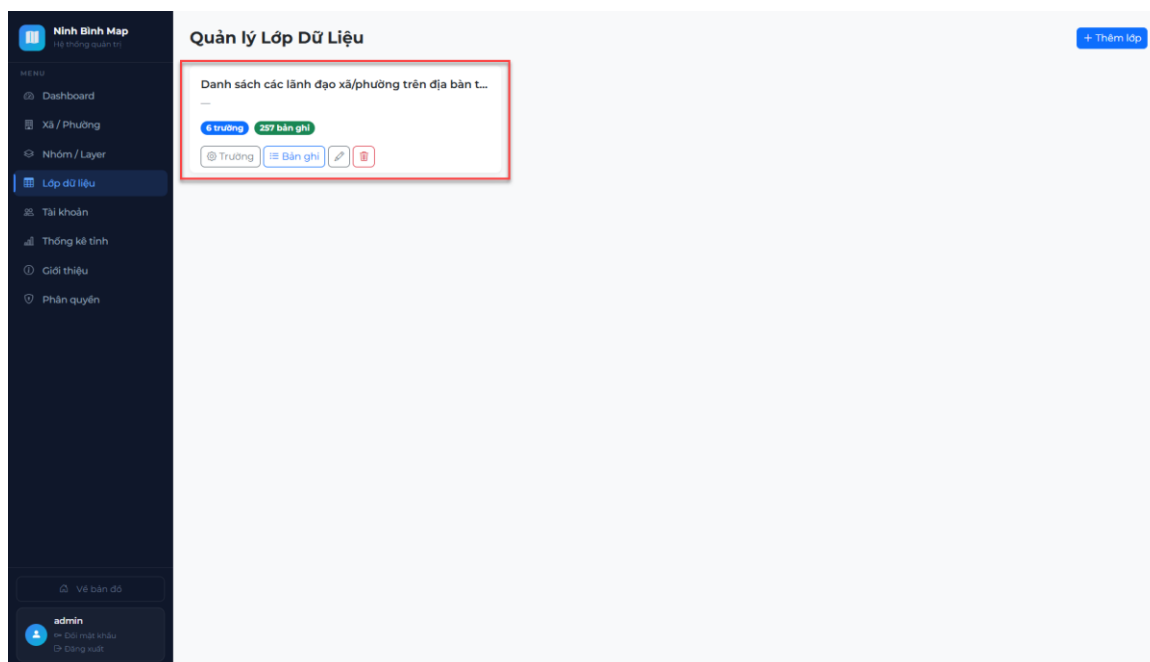 Ninh Bình Map
Hệ thống quản trị
MENU
Dashboard
Xã / Phường
Nhóm / Layer
Lớp dữ liệu
Tài khoản
Thống kê tỉnh
Giới thiệu
Phân quyền
Về bản đồ
admin
Đổi mật khẩu
Đăng xuất
Quản lý Lớp Dữ Liệu
+ Thêm lớp
Danh sách các lãnh đạo xã/phường trên địa bàn t...
—
6 trường 257 bản ghi
Trường Bản ghi